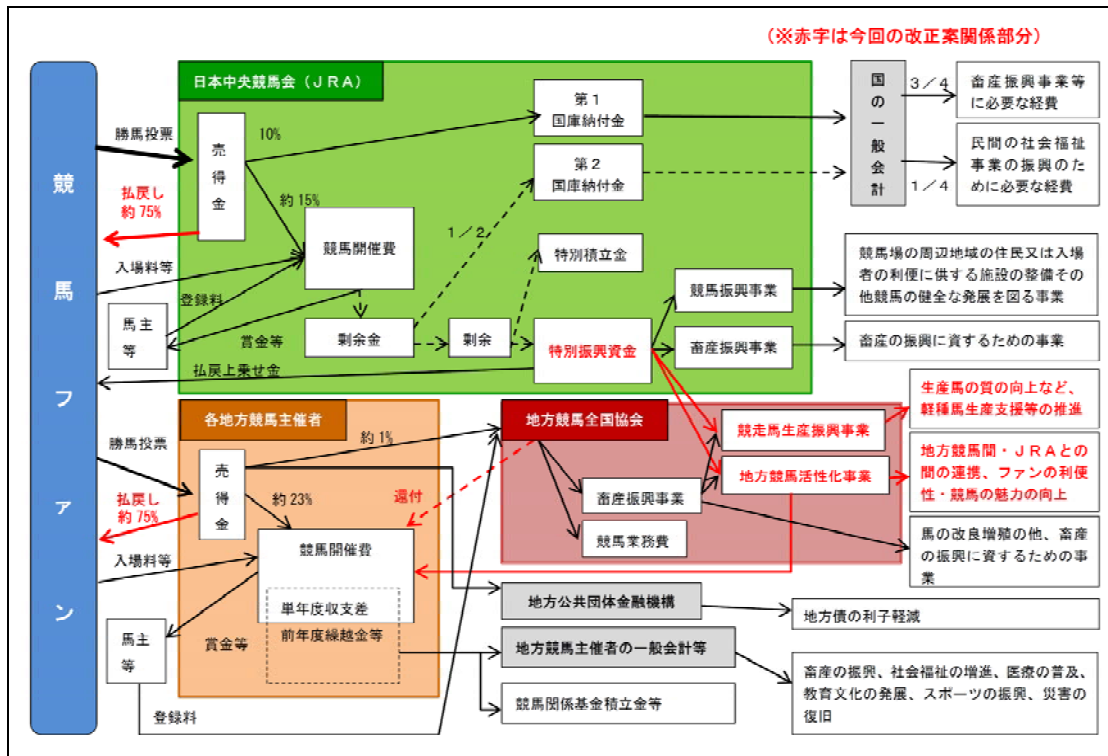 （※赤字は今回の改正案関係部分）
競馬ファン
日本中央競馬会（ＪＲＡ）
勝馬投票
払戻し
約 75%
入場料等
登録料
馬主等
賞金等
払戻上乗せ金
売得金
10%
約 15%
競馬開催費
１／２
第１
国庫納付金
第２
国庫納付金
特別積立金
剰余金
剰余
特別振興資金
競馬振興事業
畜産振興事業
国の一般会計
３／４
１／４
畜産振興事業等
に必要な経費
民間の社会福祉
事業の振興のた
めに必要な経費
競馬場の周辺地域の住民又は入場
者の利便に供する施設の整備その
他競馬の健全な発展を図る事業
畜産の振興に資するための事業
各地方競馬主催者
勝馬投票
払戻し
約 75%
入場料等
馬主等
賞金等
登録料
売得金
約 1%
約 23%
還付
競馬開催費
単年度収支差
前年度繰越金等
地方競馬全国協会
競走馬生産振興事業
地方競馬活性化事業
畜産振興事業
競馬業務費
生産馬の質の向上など、
軽種馬生産支援等の推進
地方競馬間・ＪＲＡとの
間の連携、ファンの利便
性・競馬の魅力の向上
馬の改良増殖の他、畜産
の振興に資するための事
業
地方公共団体金融機構
地方債の利子軽減
地方競馬主催者の一般会計等
競馬関係基金積立金等
畜産の振興、社会福祉の増進、医療の普及、
教育文化の発展、スポーツの振興、災害の
復旧